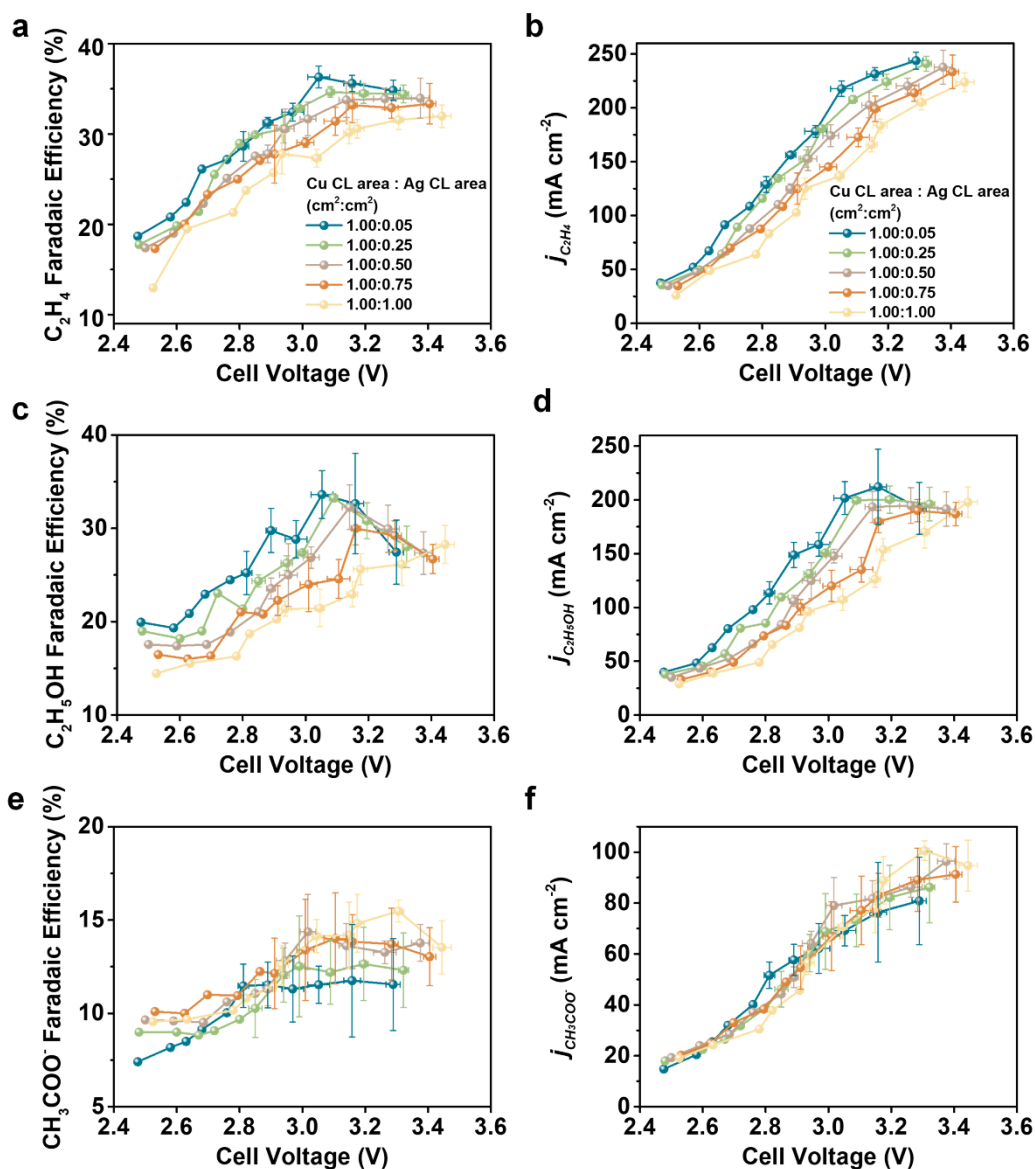 a
C₂H₄ Faradaic Efficiency (%)
40
30
20
10
2.4 2.6 2.8 3.0 3.2 3.4 3.6
Cell Voltage (V)
Cu CL area : Ag CL area
(cm²:cm²)
1.00:0.05
1.00:0.25
1.00:0.50
1.00:0.75
1.00:1.00
b
j_C₂H₄ (mA cm⁻²)
250
200
150
100
50
0
2.4 2.6 2.8 3.0 3.2 3.4 3.6
Cell Voltage (V)
Cu CL area : Ag CL area
(cm²:cm²)
1.00:0.05
1.00:0.25
1.00:0.50
1.00:0.75
1.00:1.00
c
C₂H₅OH Faradaic Efficiency (%)
40
30
20
10
2.4 2.6 2.8 3.0 3.2 3.4 3.6
Cell Voltage (V)
d
j_C₂H₅OH (mA cm⁻²)
250
200
150
100
50
0
2.4 2.6 2.8 3.0 3.2 3.4 3.6
Cell Voltage (V)
e
CH₃COO⁻ Faradaic Efficiency (%)
20
15
10
5
2.4 2.6 2.8 3.0 3.2 3.4 3.6
Cell Voltage (V)
f
j_CH₃COO⁻ (mA cm⁻²)
100
80
60
40
20
0
2.4 2.6 2.8 3.0 3.2 3.4 3.6
Cell Voltage (V)